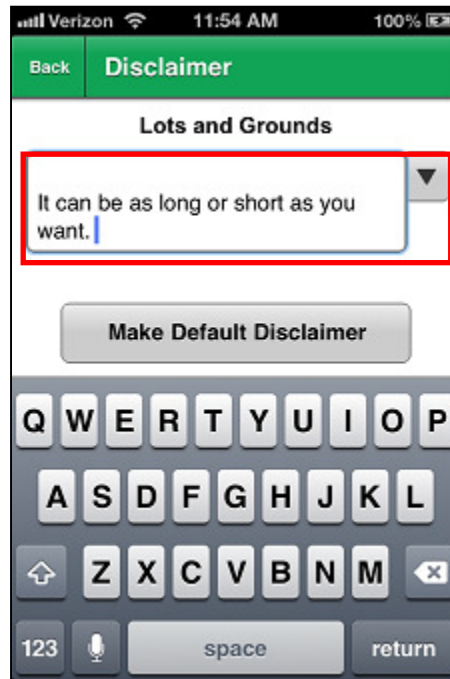 Verizon 11:54 AM 100%
Back Disclaimer
Lots and Grounds
It can be as long or short as you
want.
Make Default Disclaimer
Q W E R T Y U I O P
A S D F G H J K L
Z X C V B N M
123 space return